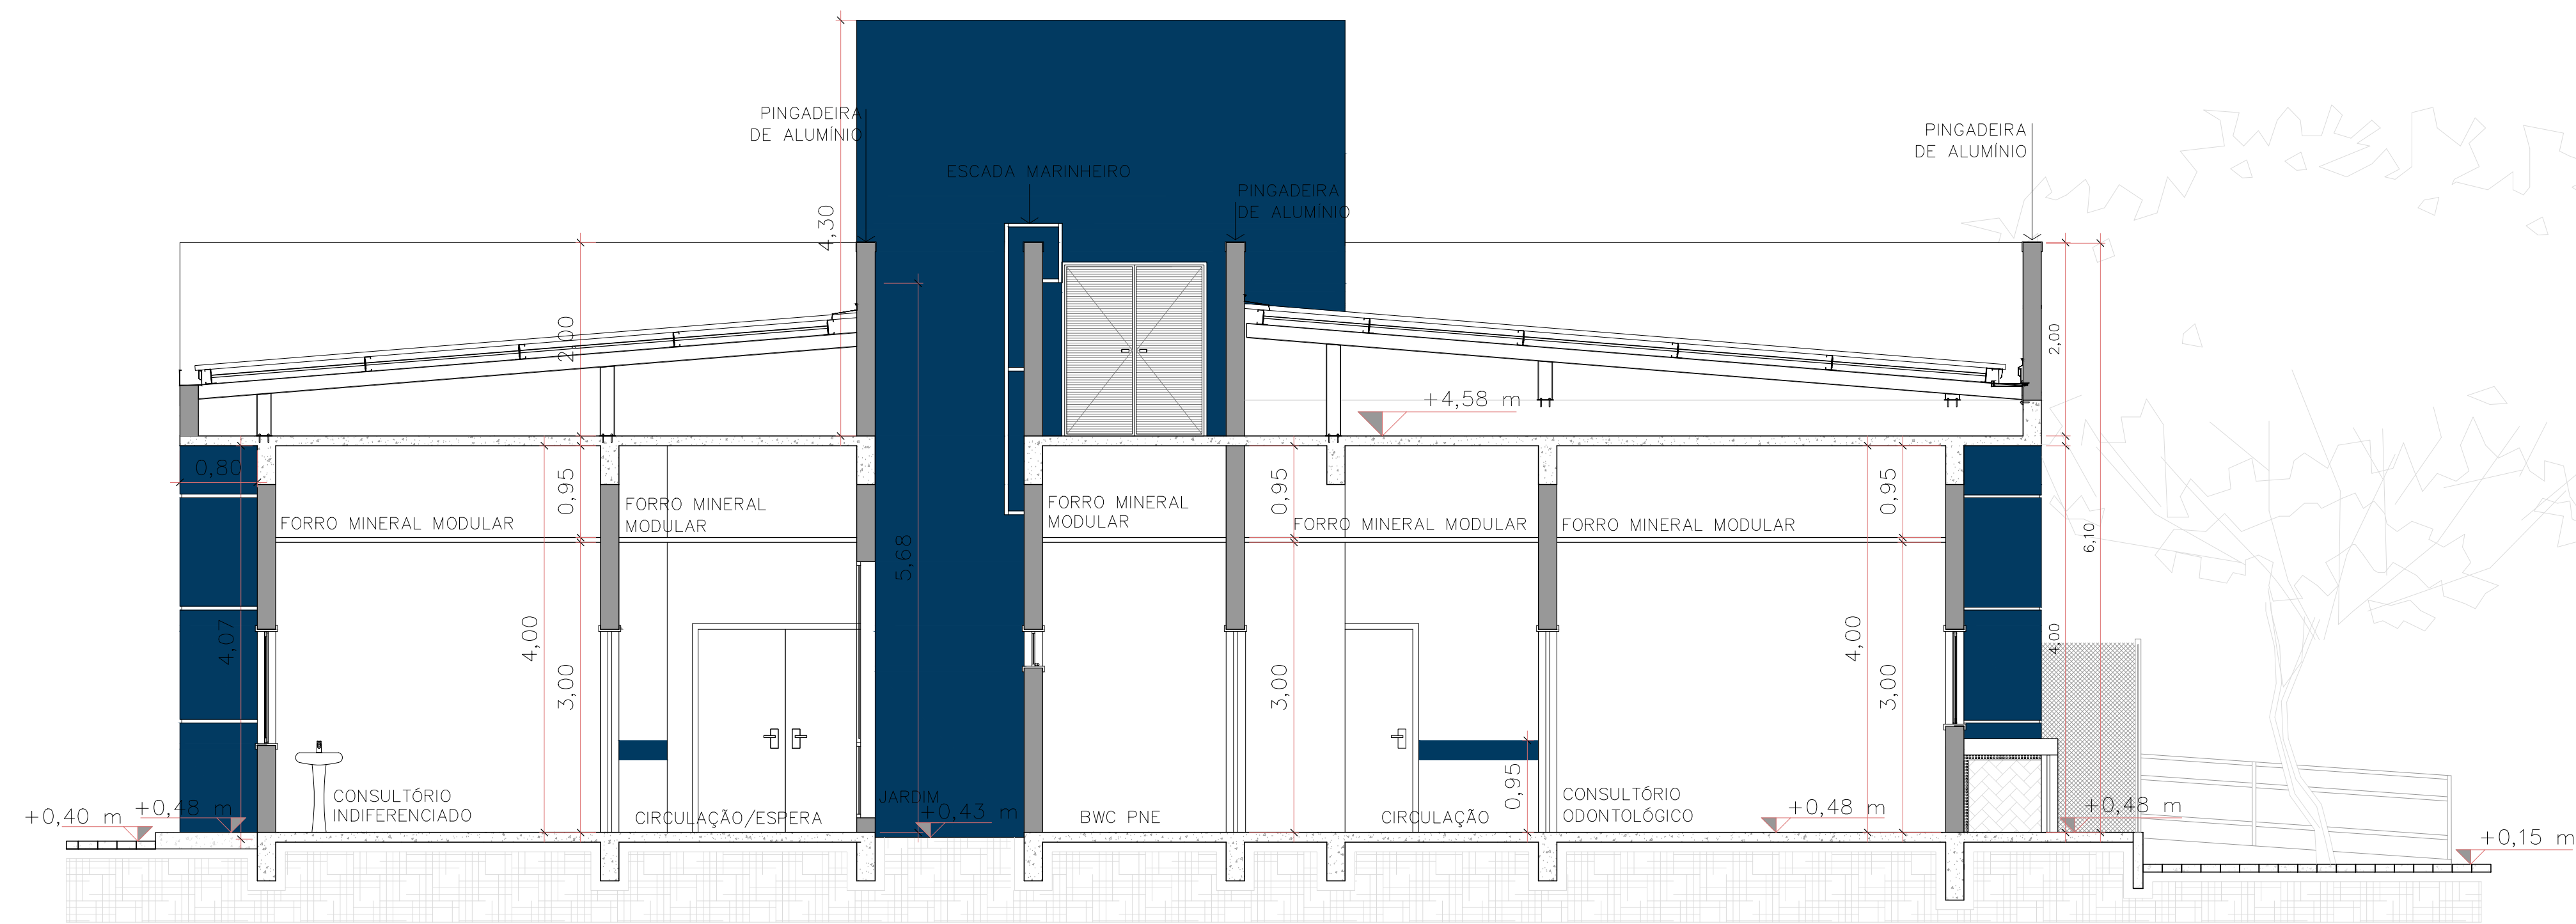 PINGADEIRA
DE ALUMÍNIO
PINGADEIRA
DE ALUMÍNIO
ESCADA MARINHEIRO
PINGADEIRA
DE ALUMÍNIO
4,30
2,00
2,00
+4,58 m
0,80
0,95
FORRO MINERAL MODULAR
FORRO MINERAL
MODULAR
5,68
FORRO MINERAL
MODULAR
0,95
FORRO MINERAL MODULAR
FORRO MINERAL MODULAR
0,95
6,10
4,07
4,00
3,00
3,00
4,00
3,00
4,00
0,95
+0,40 m
+0,48 m
CONSULTÓRIO
INDIFERENCIADO
CIRCULAÇÃO/ESPERA
JARDIM
+0,43 m
BWC PNE
CIRCULAÇÃO
CONSULTÓRIO
ODONTOLÓGICO
+0,48 m
+0,48 m
+0,15 m